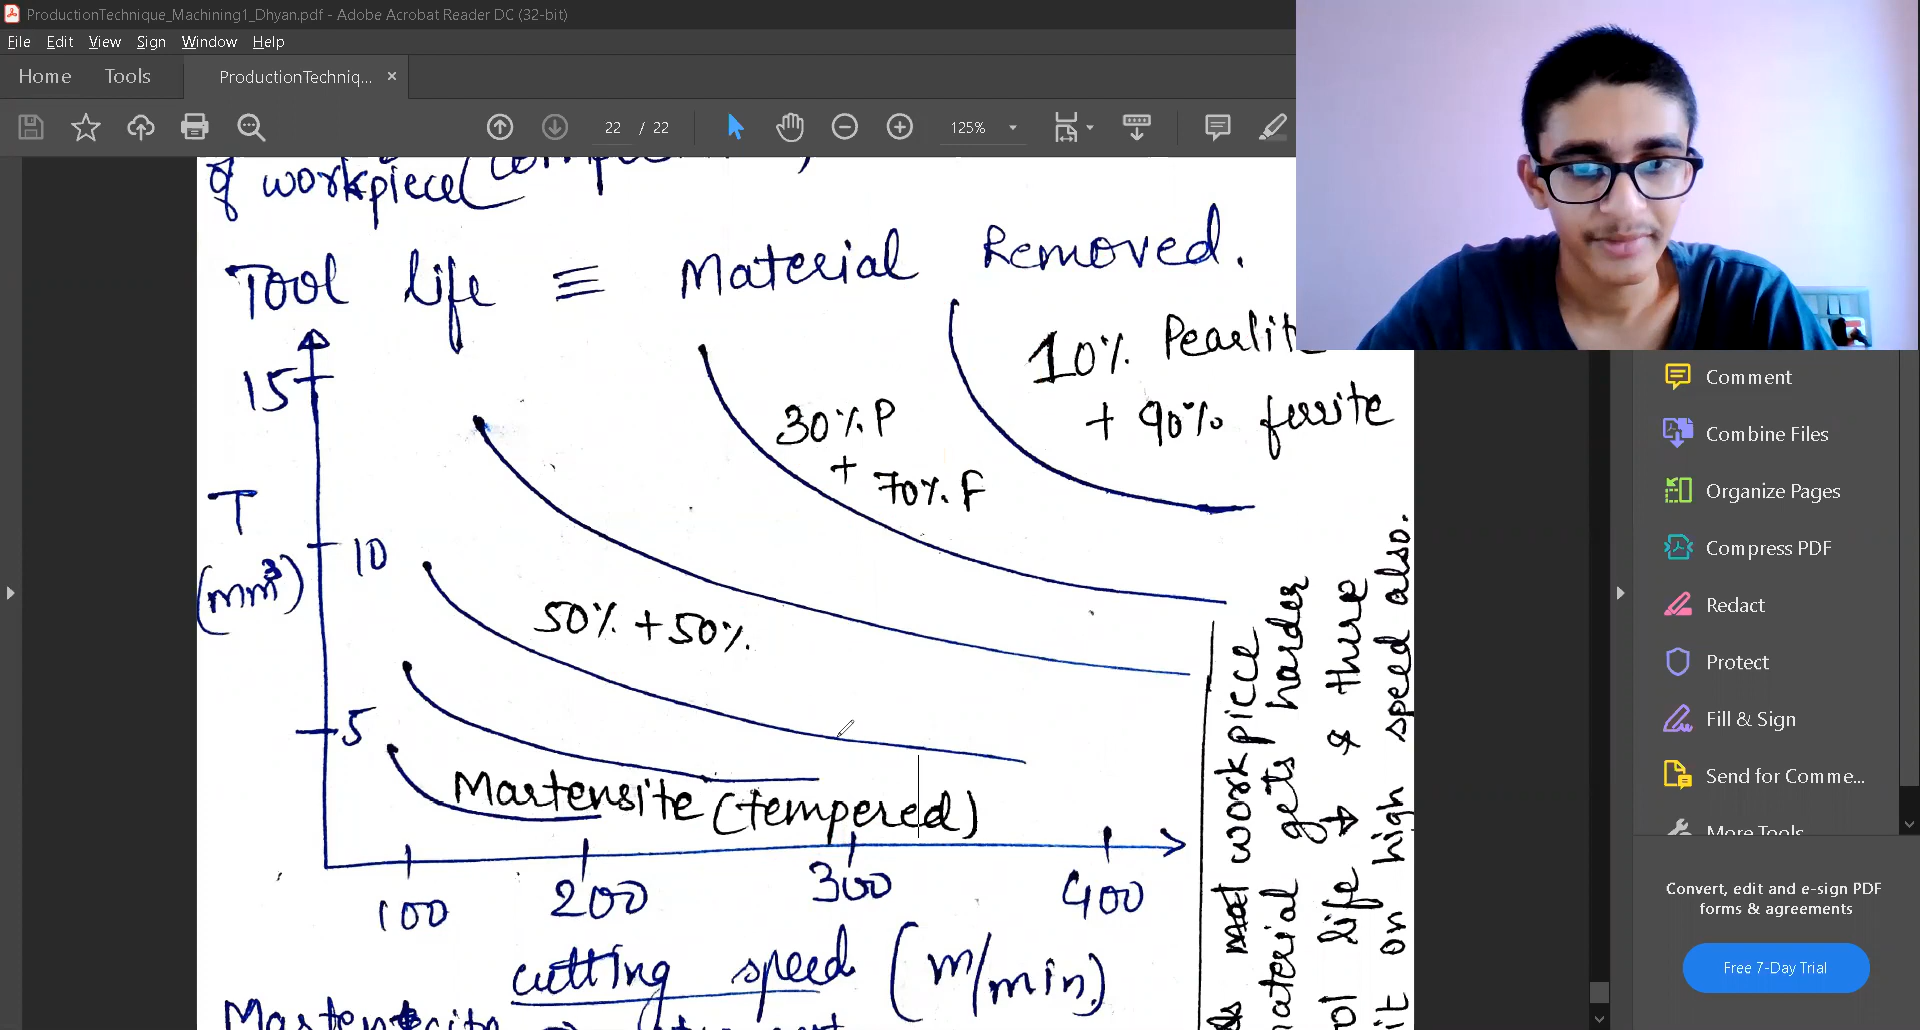 ProductionTechnique_Machining1_Dhyan.pdf - Adobe Acrobat Reader DC (32-bit)
File Edit View Sign Window Help
Home Tools ProductionTechniq... ×
22 / 22 125%
of workpiece(
Tool life ≡ Material Removed.
15
10% Pearlite
+ 90% ferrite
30% P
+
70% F
T
(mm³)
10
50% + 50%.
5
Martensite (tempered)
100 200 300 400
cutting speed (m/min.)
workpiece
material gets harder
life → & there
on high speed also.
Comment
Combine Files
Organize Pages
Compress PDF
Redact
Protect
Fill & Sign
Send for Comme...
More Tools
Convert, edit and e-sign PDF
forms & agreements
Free 7-Day Trial